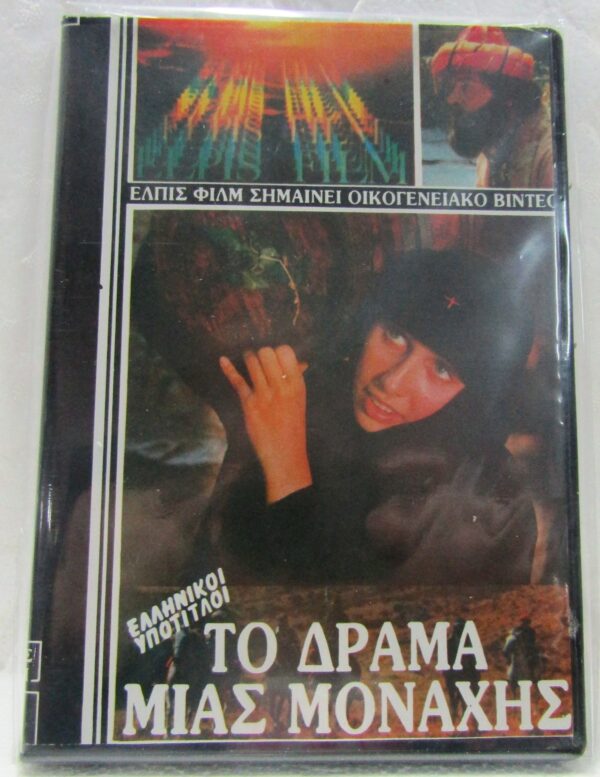 ELPIS FILM
ΕΛΠΙΣ ΦΙΛΜ ΣΗΜΑΙΝΕΙ ΟΙΚΟΓΕΝΕΙΑΚΟ ΒΙΝΤΕΟ
ΕΛΛΗΝΙΚΟΙ
ΥΠΟΤΙΤΛΟΙ
ΤΟ ΔΡΑΜΑ
ΜΙΑΣ ΜΟΝΑΧΗΣ